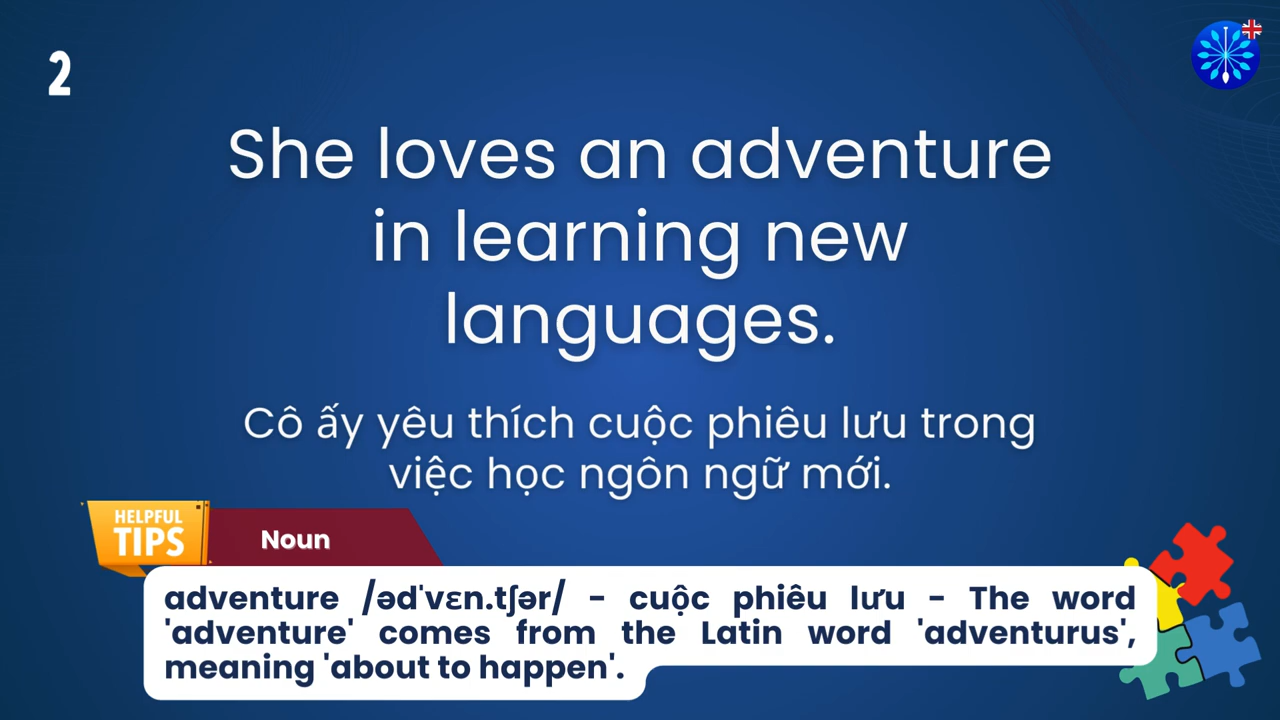 2
She loves an adventure
in learning new
languages.
Cô ấy yêu thích cuộc phiêu lưu trong
việc học ngôn ngữ mới.
HELPFUL
TIPS
Noun
adventure /ədˈvɛn.tʃər/ - cuộc phiêu lưu - The word
'adventure' comes from the Latin word 'adventurus',
meaning 'about to happen'.